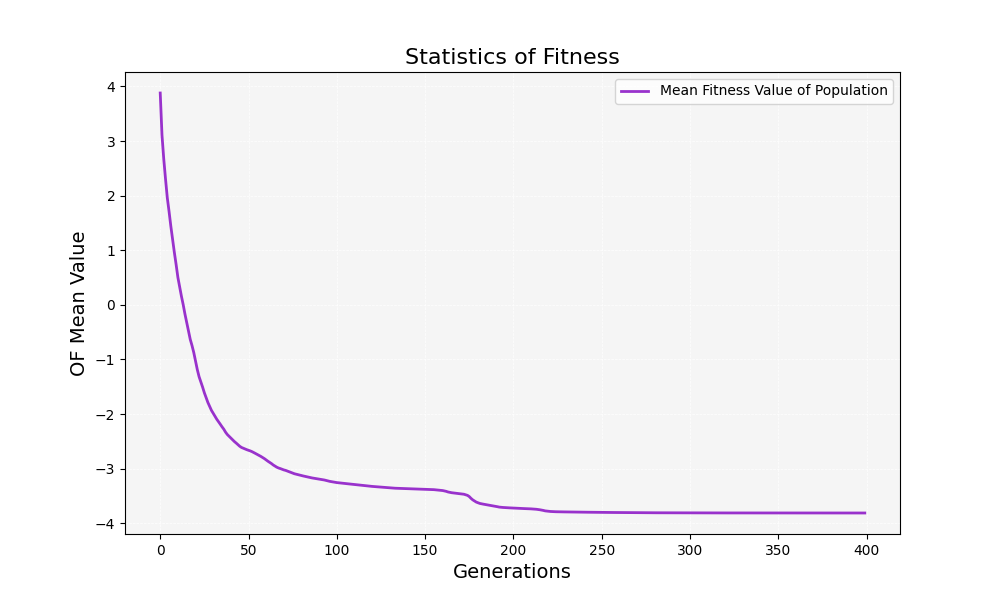 Statistics of Fitness
Mean Fitness Value of Population
OF Mean Value
4
3
2
1
0
−1
−2
−3
−4
0 50 100 150 200 250 300 350 400
Generations